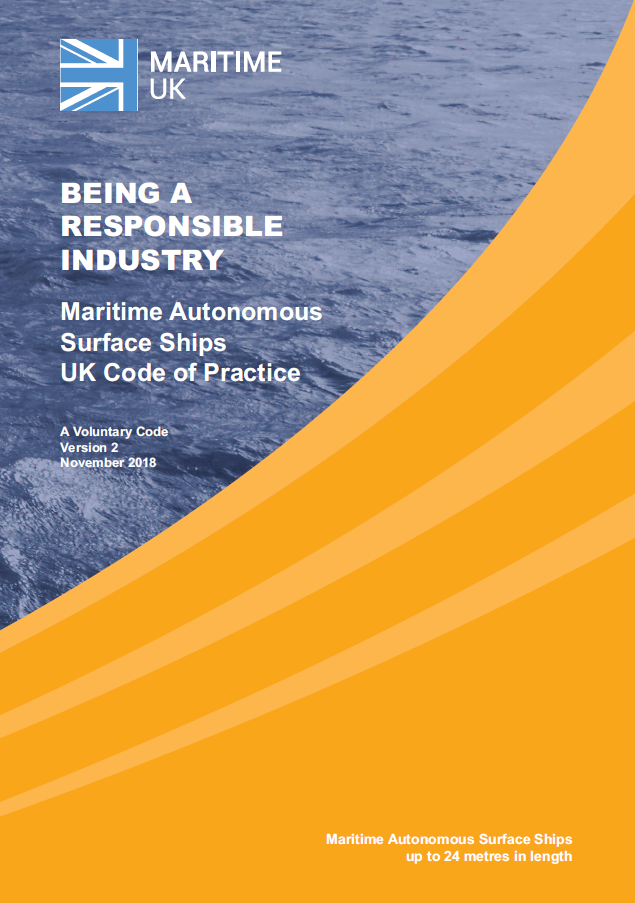 MARITIME
UK
BEING A
RESPONSIBLE
INDUSTRY
Maritime Autonomous
Surface Ships
UK Code of Practice
A Voluntary Code
Version 2
November 2018
Maritime Autonomous Surface Ships
up to 24 metres in length